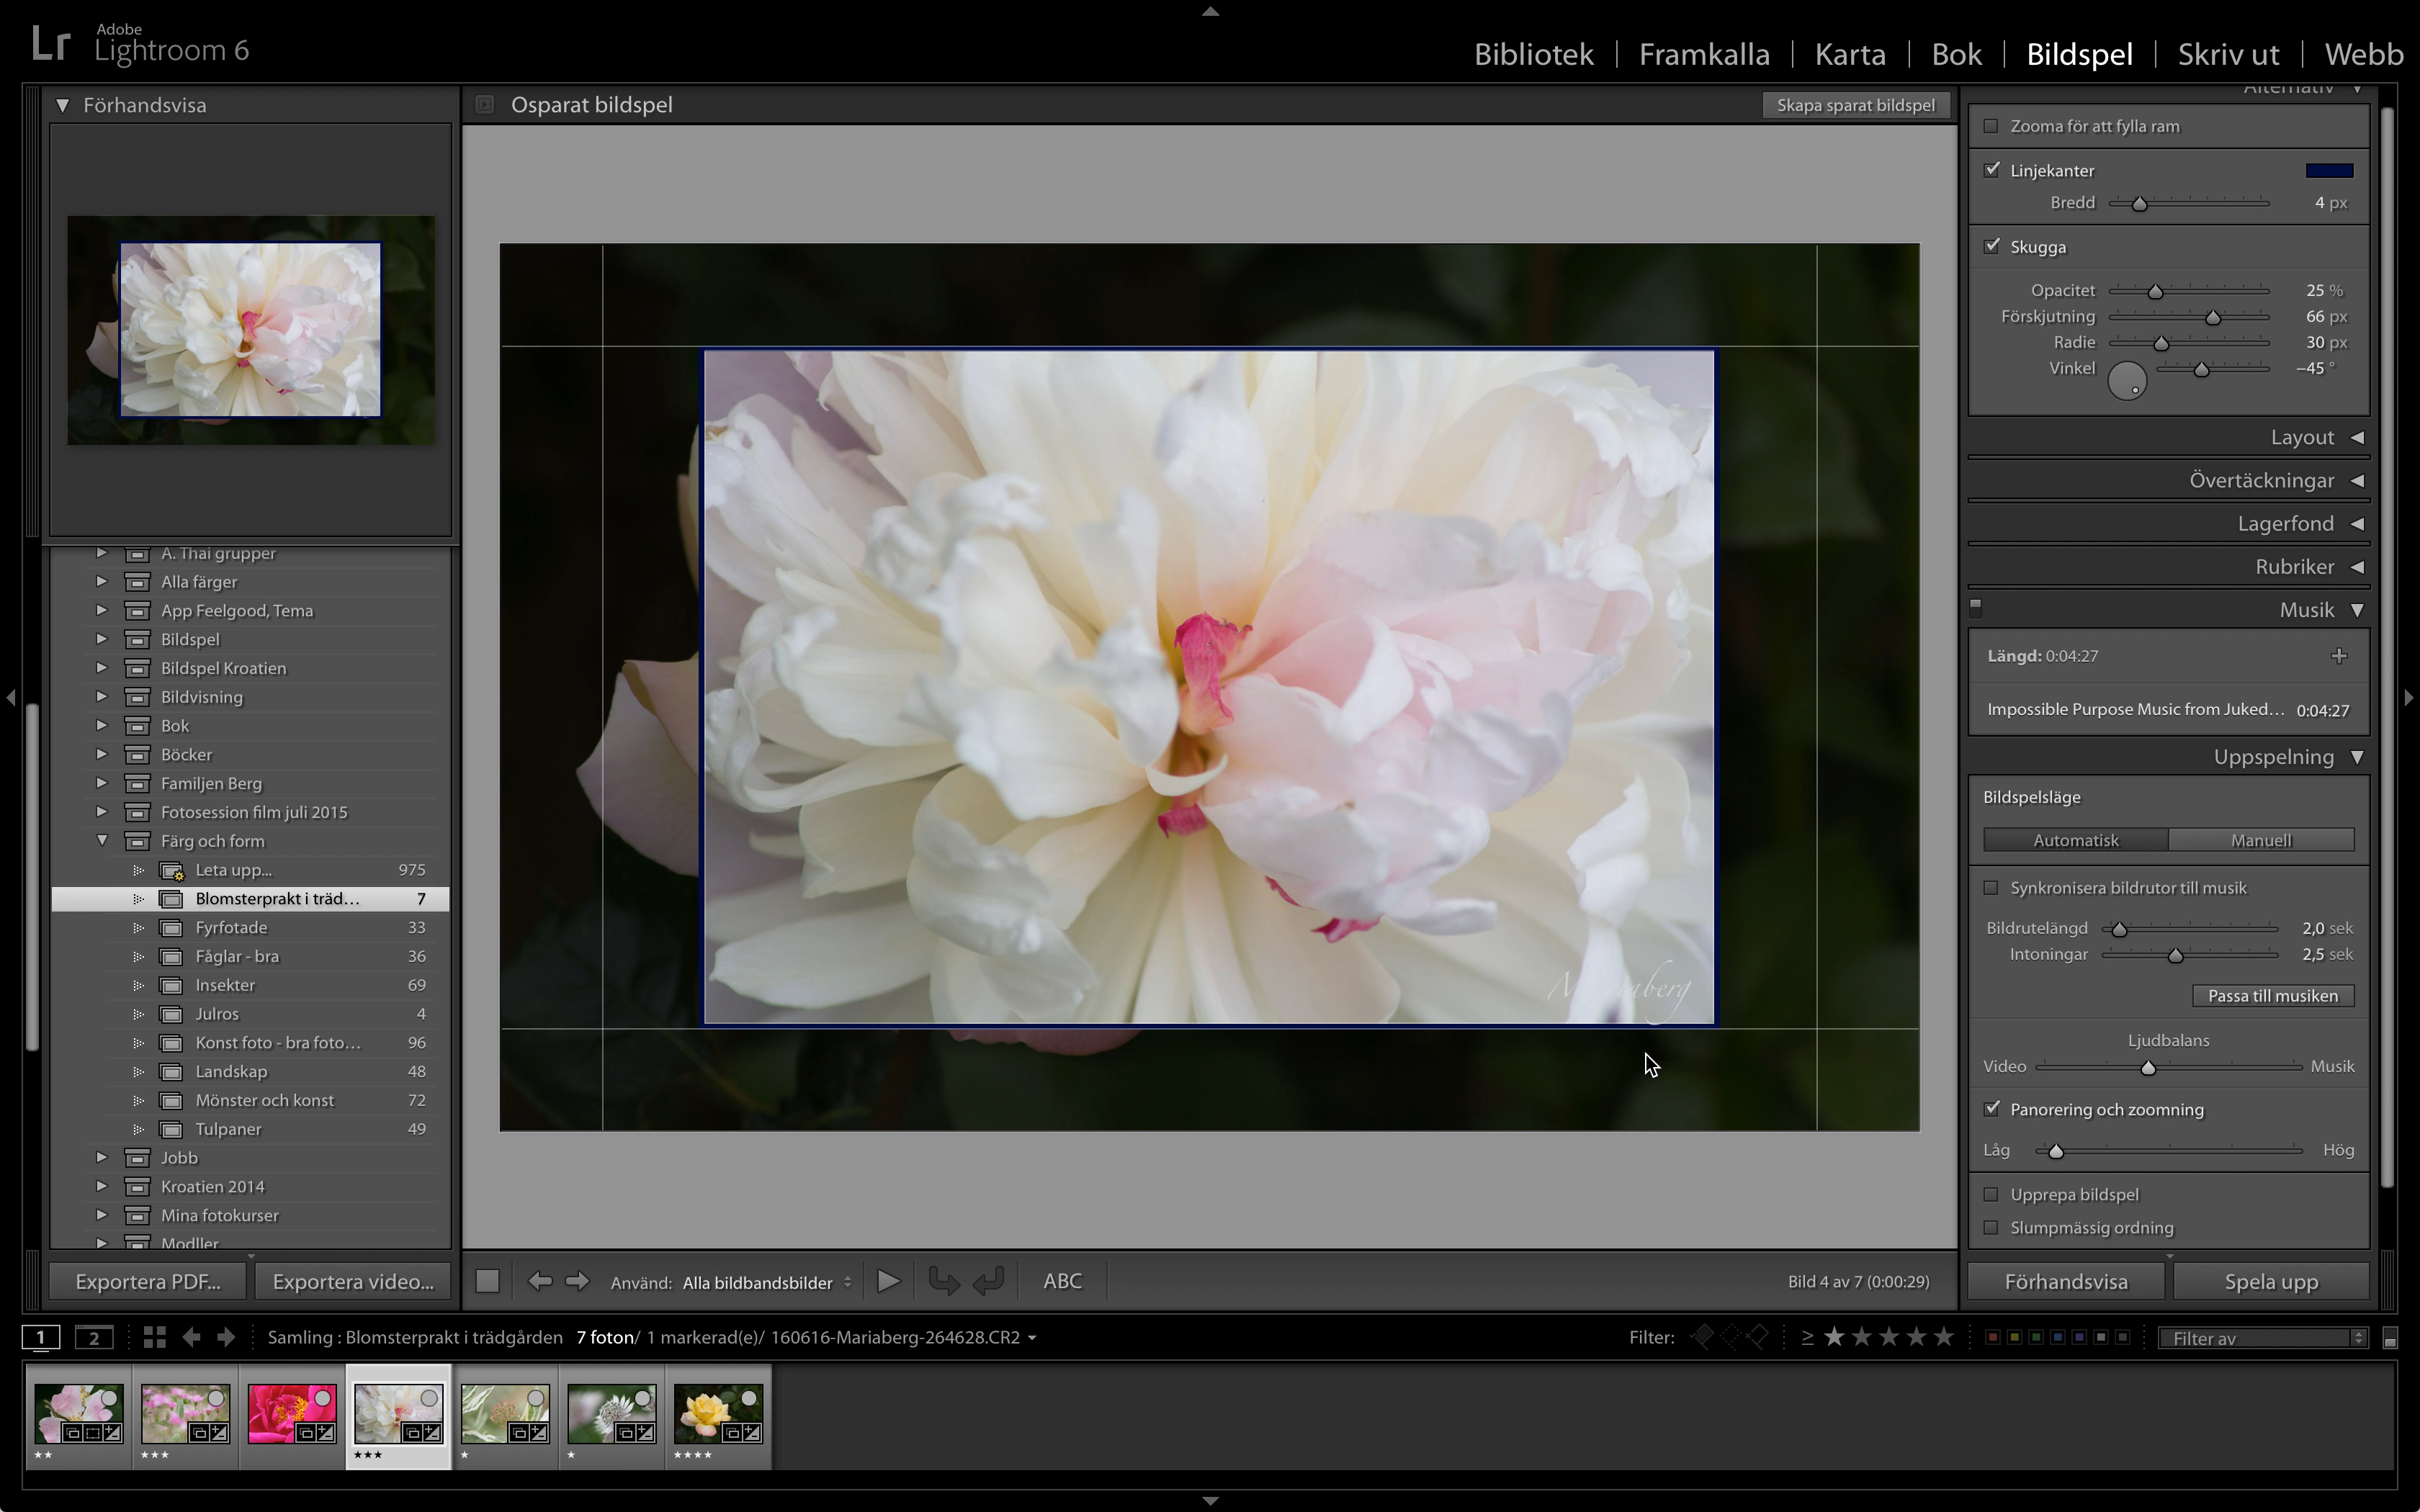 Lr Adobe Lightroom 6
Bibliotek | Framkalla | Karta | Bok | Bildspel | Skriv ut | Webb
Förhandsvisa
A. Thai grupper
Alla färger
App Feelgood, Tema
Bildspel
Bildspel Kroatien
Bildvisning
Bok
Böcker
Familjen Berg
Fotosession film juli 2015
Färg och form
Leta upp... 975
Blomsterprakt i träd... 7
Fyrfotade 33
Fåglar - bra 36
Insekter 69
Julros 4
Konst foto - bra foto... 96
Landskap 48
Mönster och konst 72
Tulpaner 49
Jobb
Kroatien 2014
Mina fotokurser
Modller
Exportera PDF... Exportera video...
Osparat bildspel Skapa sparat bildspel
Mariaberg
Använd: Alla bildbandsbilder ABC Bild 4 av 7 (0:00:29)
Alternativ
Zooma för att fylla ram
Linjekanter
Bredd 4 px
Skugga
Opacitet 25 %
Förskjutning 66 px
Radie 30 px
Vinkel −45 °
Layout
Övertäckningar
Lagerfond
Rubriker
Musik
Längd: 0:04:27
Impossible Purpose Music from Juked... 0:04:27
Uppspelning
Bildspelsläge
Automatisk Manuell
Synkronisera bildrutor till musik
Bildrutelängd 2,0 sek
Intoningar 2,5 sek
Passa till musiken
Ljudbalans
Video Musik
Panorering och zoomning
Låg Hög
Upprepa bildspel
Slumpmässig ordning
Förhandsvisa Spela upp
1 2 Samling : Blomsterprakt i trädgården 7 foton/ 1 markerad(e)/ 160616-Mariaberg-264628.CR2 Filter: ≥ Filter av